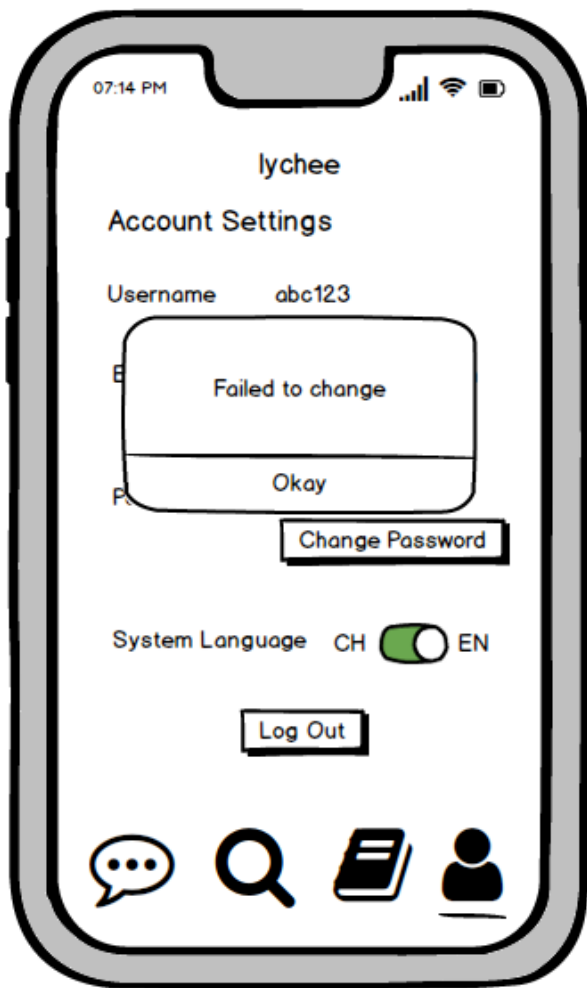 07:14 PM
lychee
Account Settings
Username abc123
Failed to change
Okay
Change Password
System Language CH EN
Log Out